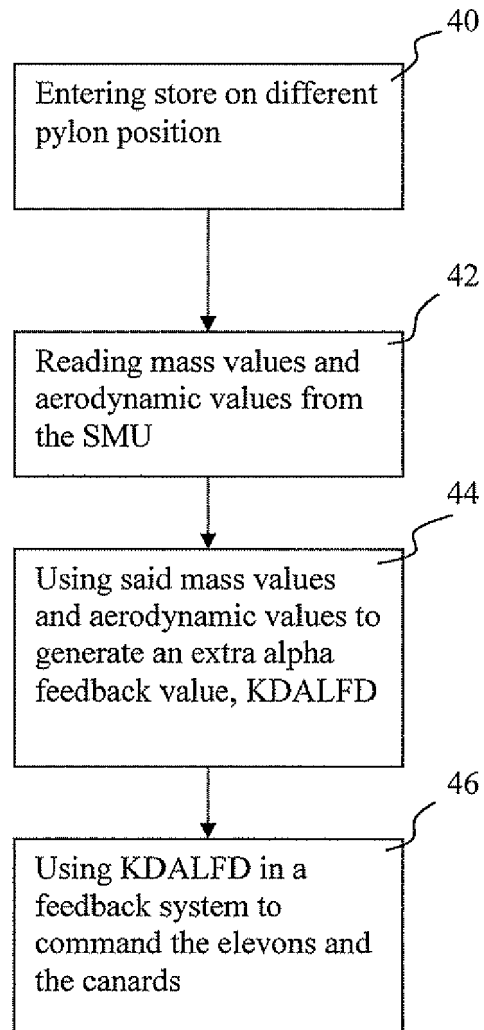 40
Entering store on different
pylon position
42
Reading mass values and
aerodynamic values from
the SMU
44
Using said mass values
and aerodynamic values to
generate an extra alpha
feedback value, KDALFD
46
Using KDALFD in a
feedback system to
command the elevons and
the canards